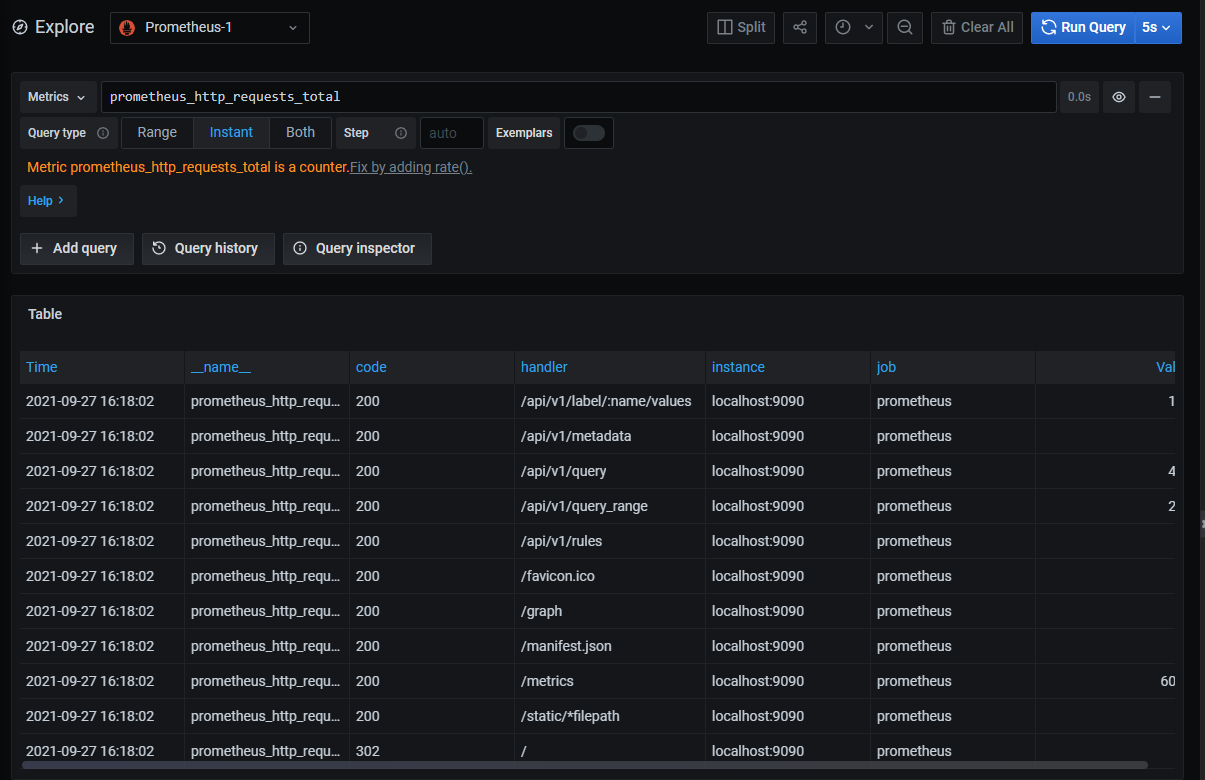 Explore Prometheus-1 Split Clear All Run Query 5s
Metrics prometheus_http_requests_total 0.0s
Query type Range Instant Both Step auto Exemplars
Metric prometheus_http_requests_total is a counter.Fix by adding rate().
Help
Add query Query history Query inspector
Table
Time __name__ code handler instance job Val
2021-09-27 16:18:02 prometheus_http_requ... 200 /api/v1/label/:name/values localhost:9090 prometheus 1
2021-09-27 16:18:02 prometheus_http_requ... 200 /api/v1/metadata localhost:9090 prometheus
2021-09-27 16:18:02 prometheus_http_requ... 200 /api/v1/query localhost:9090 prometheus 4
2021-09-27 16:18:02 prometheus_http_requ... 200 /api/v1/query_range localhost:9090 prometheus 2
2021-09-27 16:18:02 prometheus_http_requ... 200 /api/v1/rules localhost:9090 prometheus
2021-09-27 16:18:02 prometheus_http_requ... 200 /favicon.ico localhost:9090 prometheus
2021-09-27 16:18:02 prometheus_http_requ... 200 /graph localhost:9090 prometheus
2021-09-27 16:18:02 prometheus_http_requ... 200 /manifest.json localhost:9090 prometheus
2021-09-27 16:18:02 prometheus_http_requ... 200 /metrics localhost:9090 prometheus 60
2021-09-27 16:18:02 prometheus_http_requ... 200 /static/*filepath localhost:9090 prometheus
2021-09-27 16:18:02 prometheus_http_requ... 302 / localhost:9090 prometheus